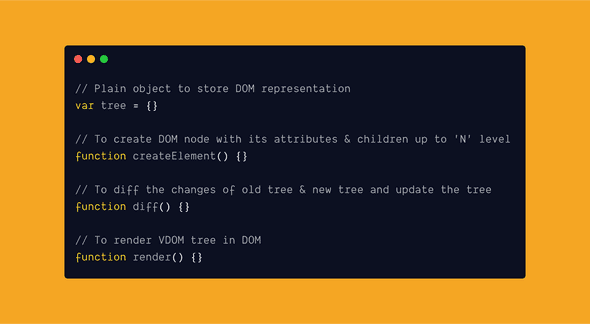 // Plain object to store DOM representation
var tree = {}
// To create DOM node with its attributes & children up to 'N' level
function createElement() {}
// To diff the changes of old tree & new tree and update the tree
function diff() {}
// To render VDOM tree in DOM
function render() {}